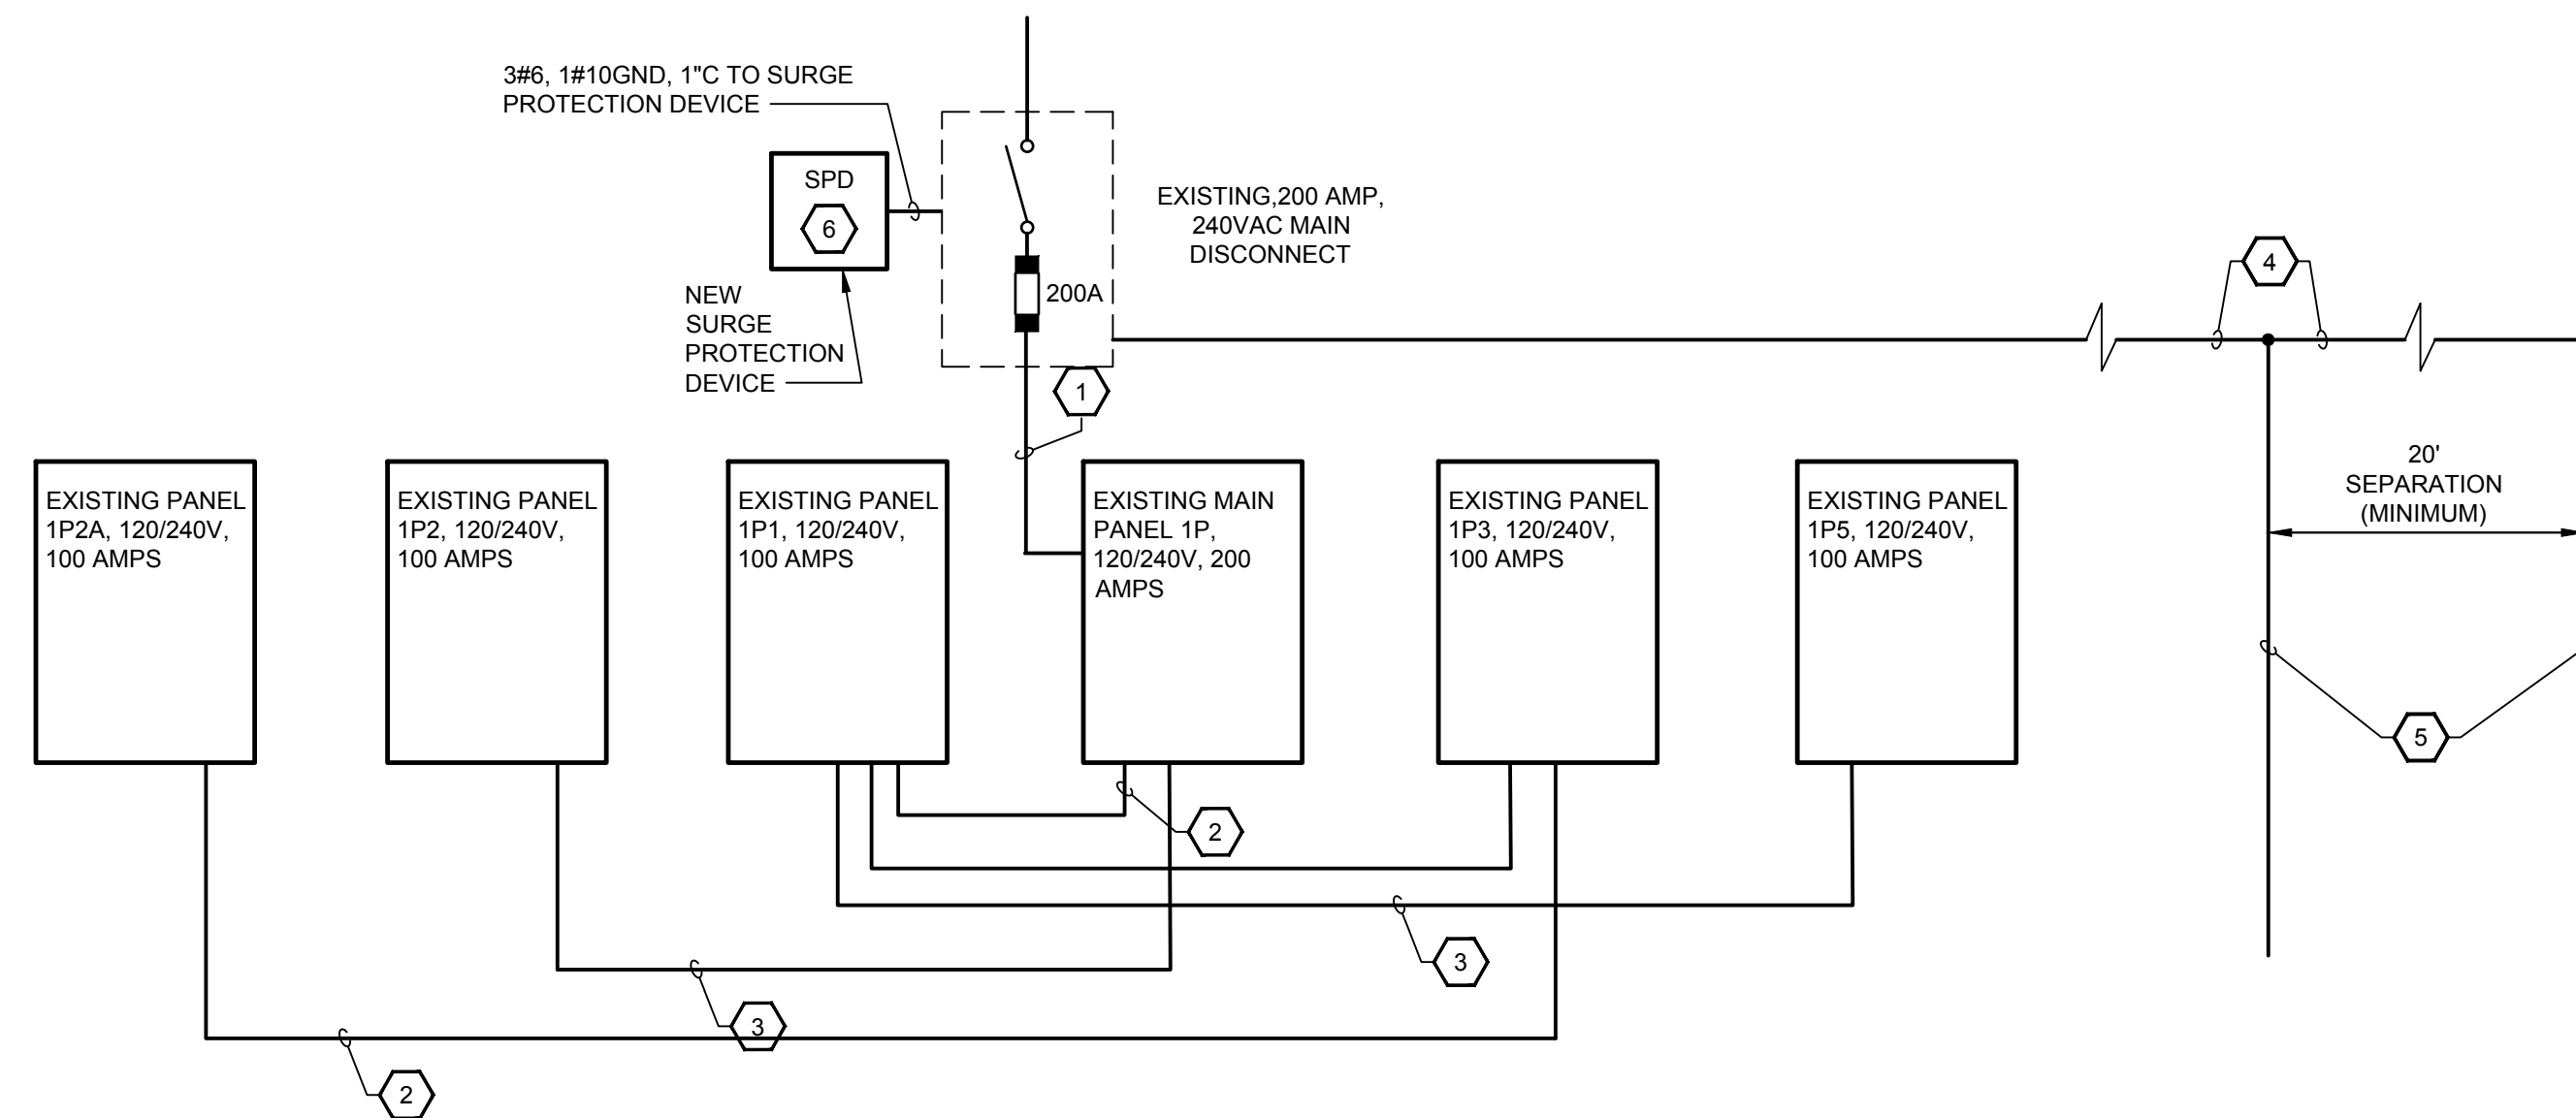 3#6, 1#10GND, 1"C TO SURGE
PROTECTION DEVICE
SPD
6
NEW
SURGE
PROTECTION
DEVICE
200A
EXISTING,200 AMP,
240VAC MAIN
DISCONNECT
1
4
20'
SEPARATION
(MINIMUM)
5
EXISTING PANEL
1P2A, 120/240V,
100 AMPS
EXISTING PANEL
1P2, 120/240V,
100 AMPS
EXISTING PANEL
1P1, 120/240V,
100 AMPS
EXISTING MAIN
PANEL 1P,
120/240V, 200
AMPS
EXISTING PANEL
1P3, 120/240V,
100 AMPS
EXISTING PANEL
1P5, 120/240V,
100 AMPS
2
3
3
2